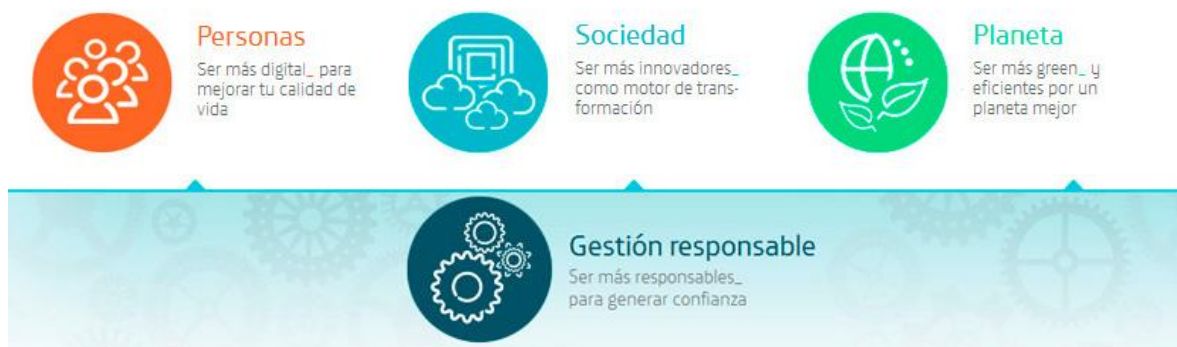 Personas
Ser más digital_ para
mejorar tu calidad de
vida
Sociedad
Ser más innovadores_
como motor de trans-
formación
Planeta
Ser más green_ y
eficientes por un
planeta mejor
Gestión responsable
Ser más responsables_
para generar confianza